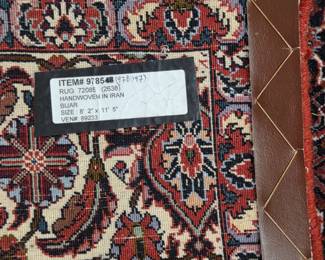 ITEM# 9785
RUG 72085 (2638)
HANDWOVEN IN IRAN
BIJAR
SIZE : 8' 2" x 11' 5"
VEN# 89233